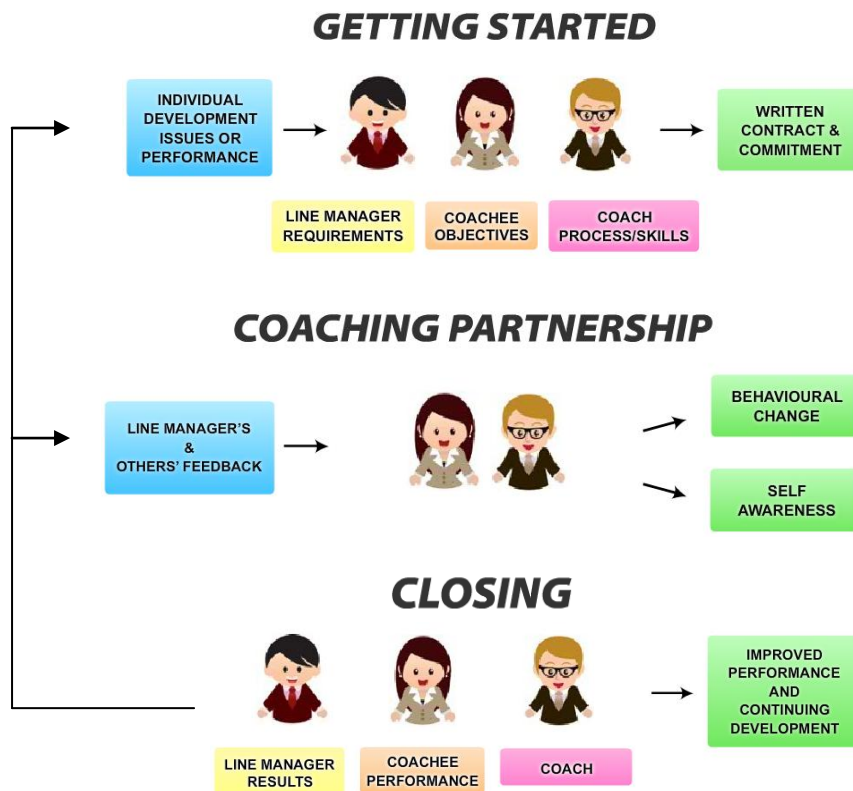 GETTING STARTED
INDIVIDUAL
DEVELOPMENT
ISSUES OR
PERFORMANCE
WRITTEN
CONTRACT &
COMMITMENT
LINE MANAGER
REQUIREMENTS
COACHEE
OBJECTIVES
COACH
PROCESS/SKILLS
COACHING PARTNERSHIP
LINE MANAGER'S
&
OTHERS' FEEDBACK
BEHAVIOURAL
CHANGE
SELF
AWARENESS
CLOSING
IMPROVED
PERFORMANCE
AND
CONTINUING
DEVELOPMENT
LINE MANAGER
RESULTS
COACHEE
PERFORMANCE
COACH